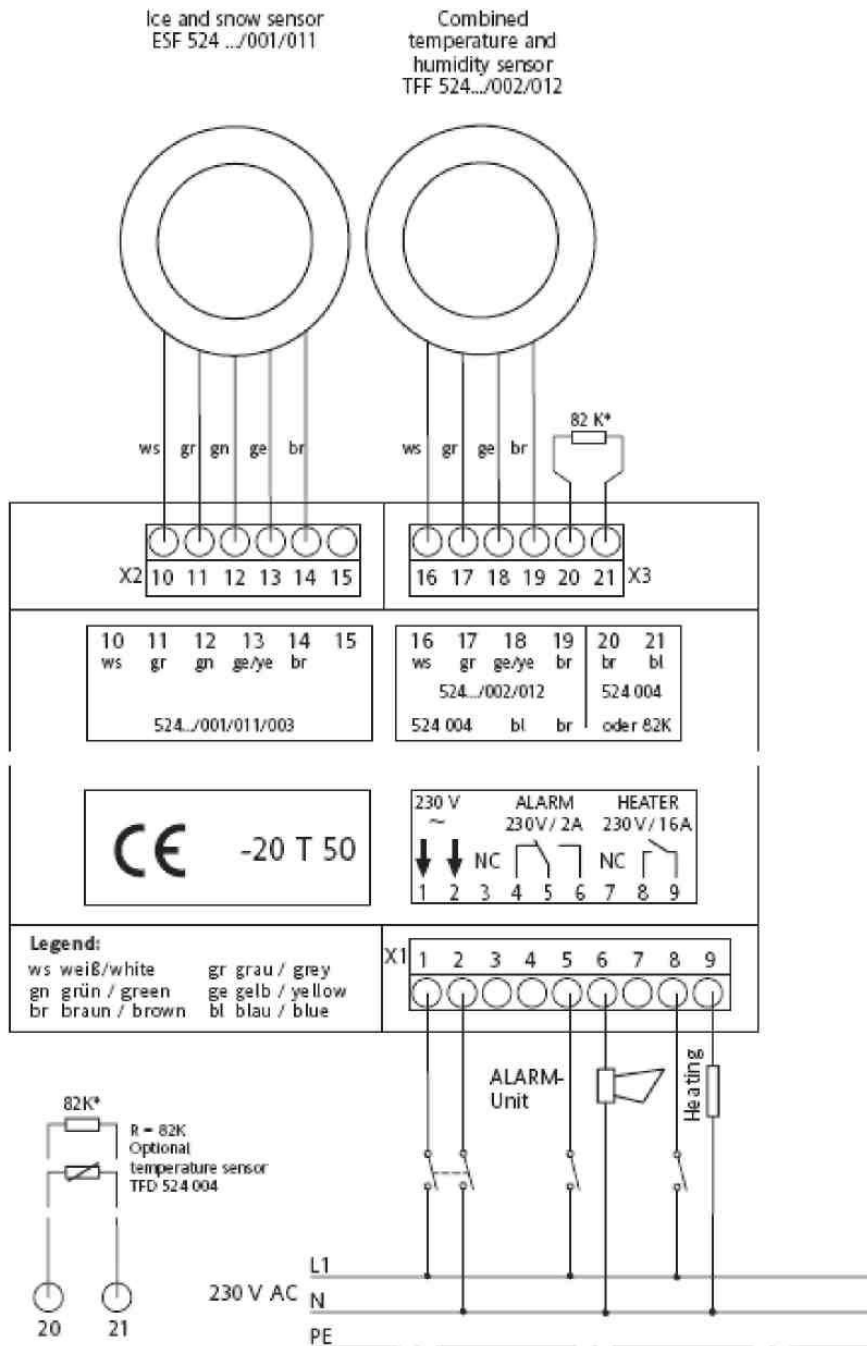 Ice and snow sensor
ESF 524 .../001/011
Combined
temperature and
humidity sensor
TFF 524.../002/012
82 K*
ws gr gn ge br
ws gr ge br
X2 10 11 12 13 14 15
16 17 18 19 20 21 X3
10 11 12 13 14 15
ws gr gn ge/ye br
524../001/011/003
16 17 18 19 20 21
ws gr ge/ye br br bl
524.../002/012 524 004
524 004 bl br oder 82K
CE -20 T 50
230 V ALARM HEATER
~ 230V/2A 230V/16A
NC NC
1 2 3 4 5 6 7 8 9
Legend:
ws weiß/white gr grau / grey
gn grün / green ge gelb / yellow
br braun / brown bl blau / blue
X1 1 2 3 4 5 6 7 8 9
ALARM-
Unit
Heating
82K*
R = 82K
Optional
temperature sensor
TFD 524 004
20 21
230 V AC
L1
N
PE